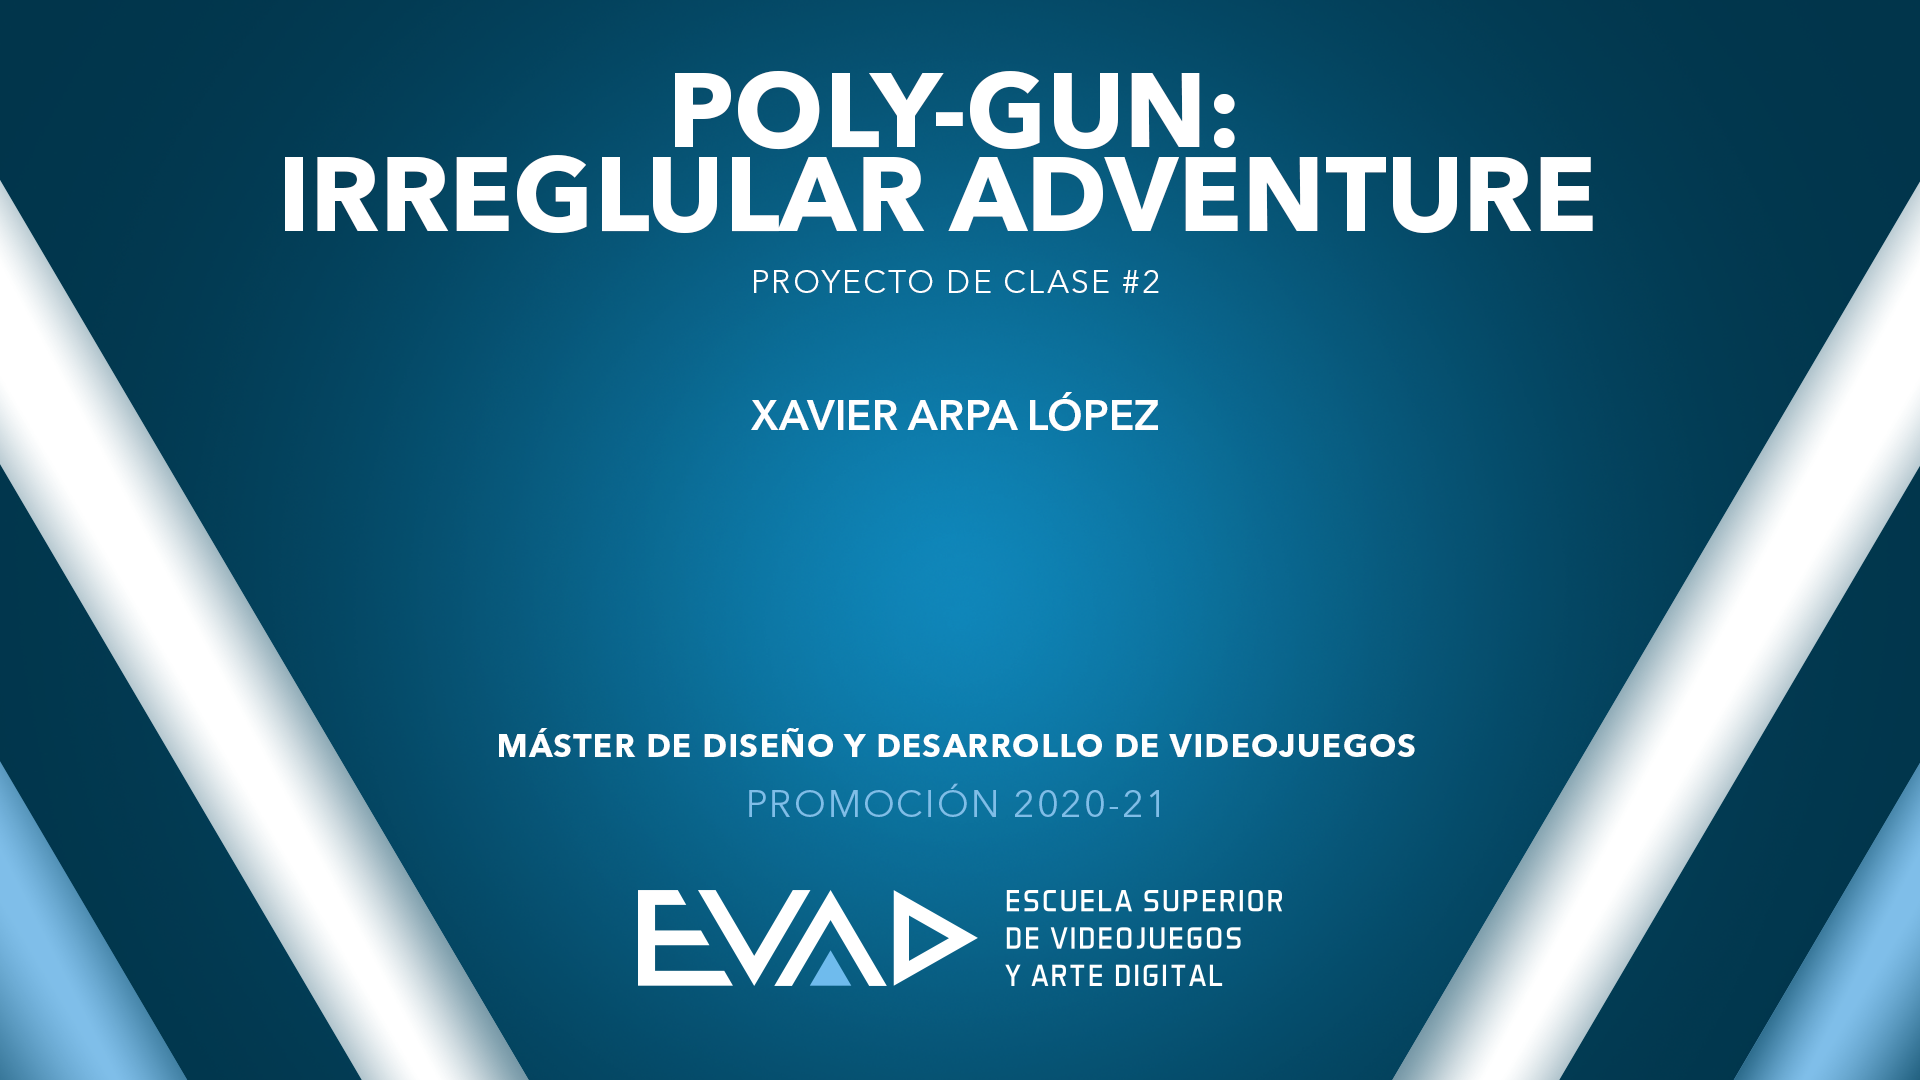 POLY-GUN:
IRREGLULAR ADVENTURE
PROYECTO DE CLASE #2
XAVIER ARPA LÓPEZ
MÁSTER DE DISEÑO Y DESARROLLO DE VIDEOJUEGOS
PROMOCIÓN 2020-21
EVAD
ESCUELA SUPERIOR
DE VIDEOJUEGOS
Y ARTE DIGITAL